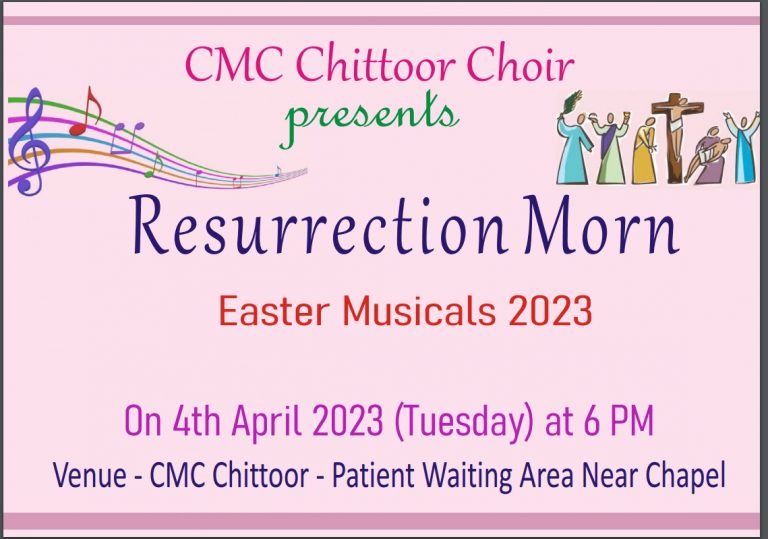 CMC Chittoor Choir
presents
Resurrection Morn
Easter Musicals 2023
On 4th April 2023 (Tuesday) at 6 PM
Venue - CMC Chittoor - Patient Waiting Area Near Chapel